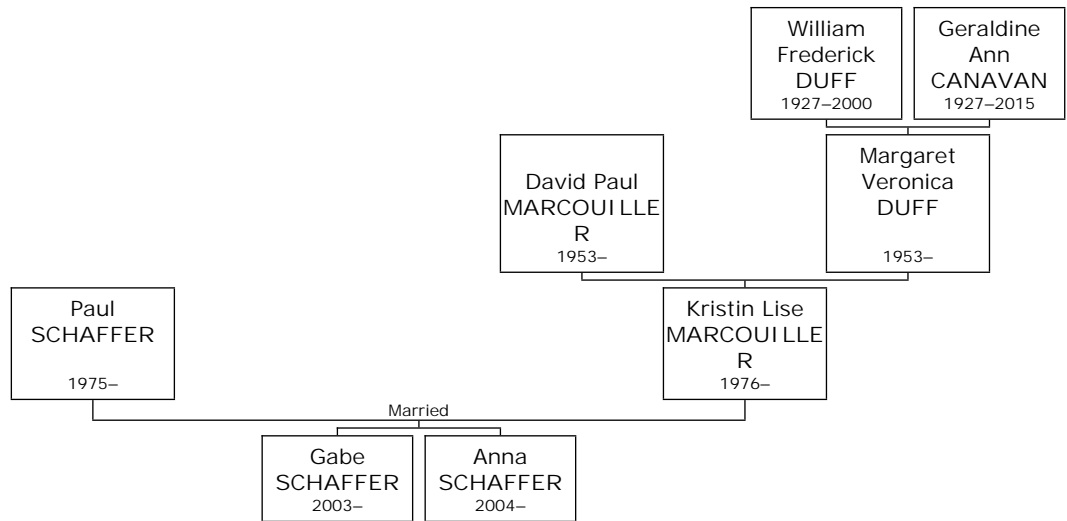 William
Frederick
DUFF
1927–2000
Geraldine
Ann
CANAVAN
1927–2015
David Paul
MARCOUILLE
R
1953–
Margaret
Veronica
DUFF
1953–
Paul
SCHAFFER
1975–
Kristin Lise
MARCOUILLE
R
1976–
Married
Gabe
SCHAFFER
2003–
Anna
SCHAFFER
2004–